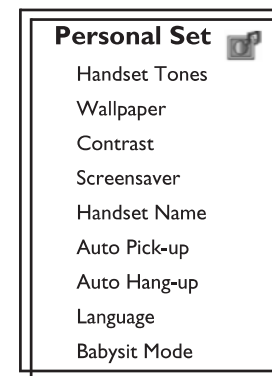 Personal Set
Handset Tones
Wallpaper
Contrast
Screensaver
Handset Name
Auto Pick-up
Auto Hang-up
Language
Babysit Mode